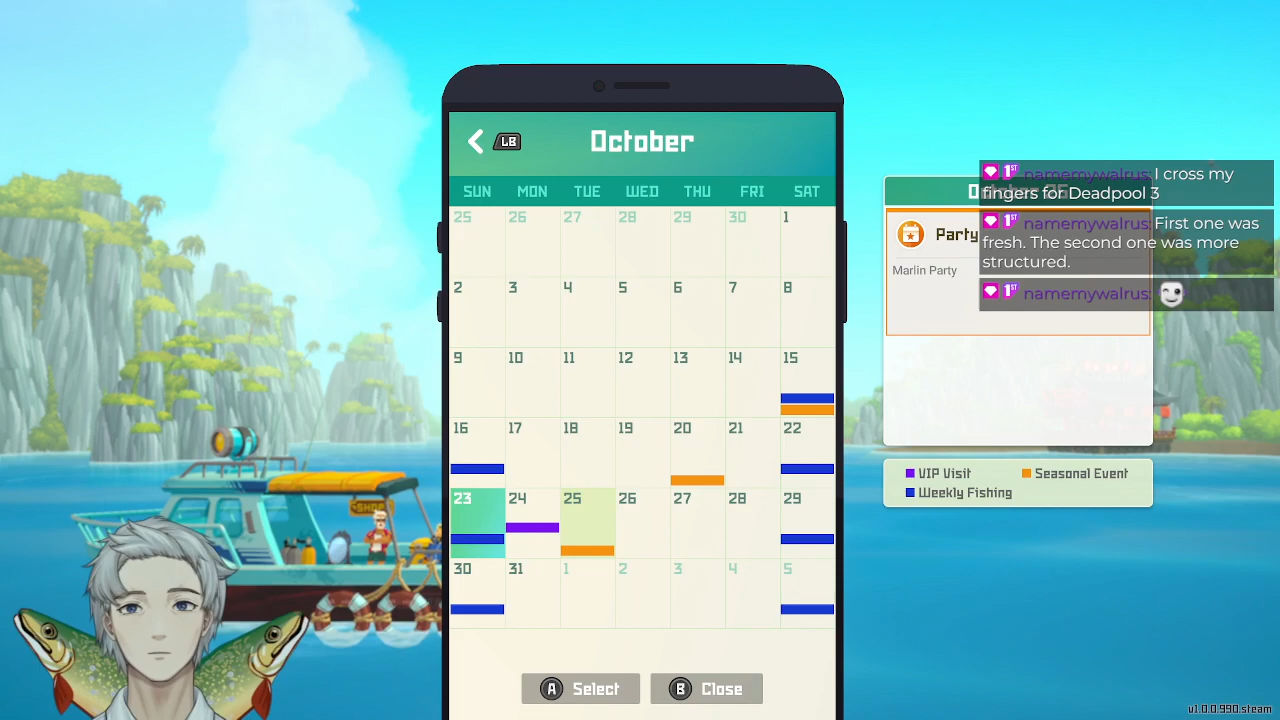 LB
October
SUN MON TUE WED THU FRI SAT
25 26 27 28 29 30 1
2 3 4 5 6 7 8
9 10 11 12 13 14 15
16 17 18 19 20 21 22
23 24 25 26 27 28 29
30 31 1 2 3 4 5
A Select B Close
SHOP
October 25
Party
Marlin Party
VIP Visit Seasonal Event
Weekly Fishing
1ST namemywalrus: I cross my
fingers for Deadpool 3
1ST namemywalrus: First one was
fresh. The second one was more
structured.
1ST namemywalrus:
v1.0.0.990.steam